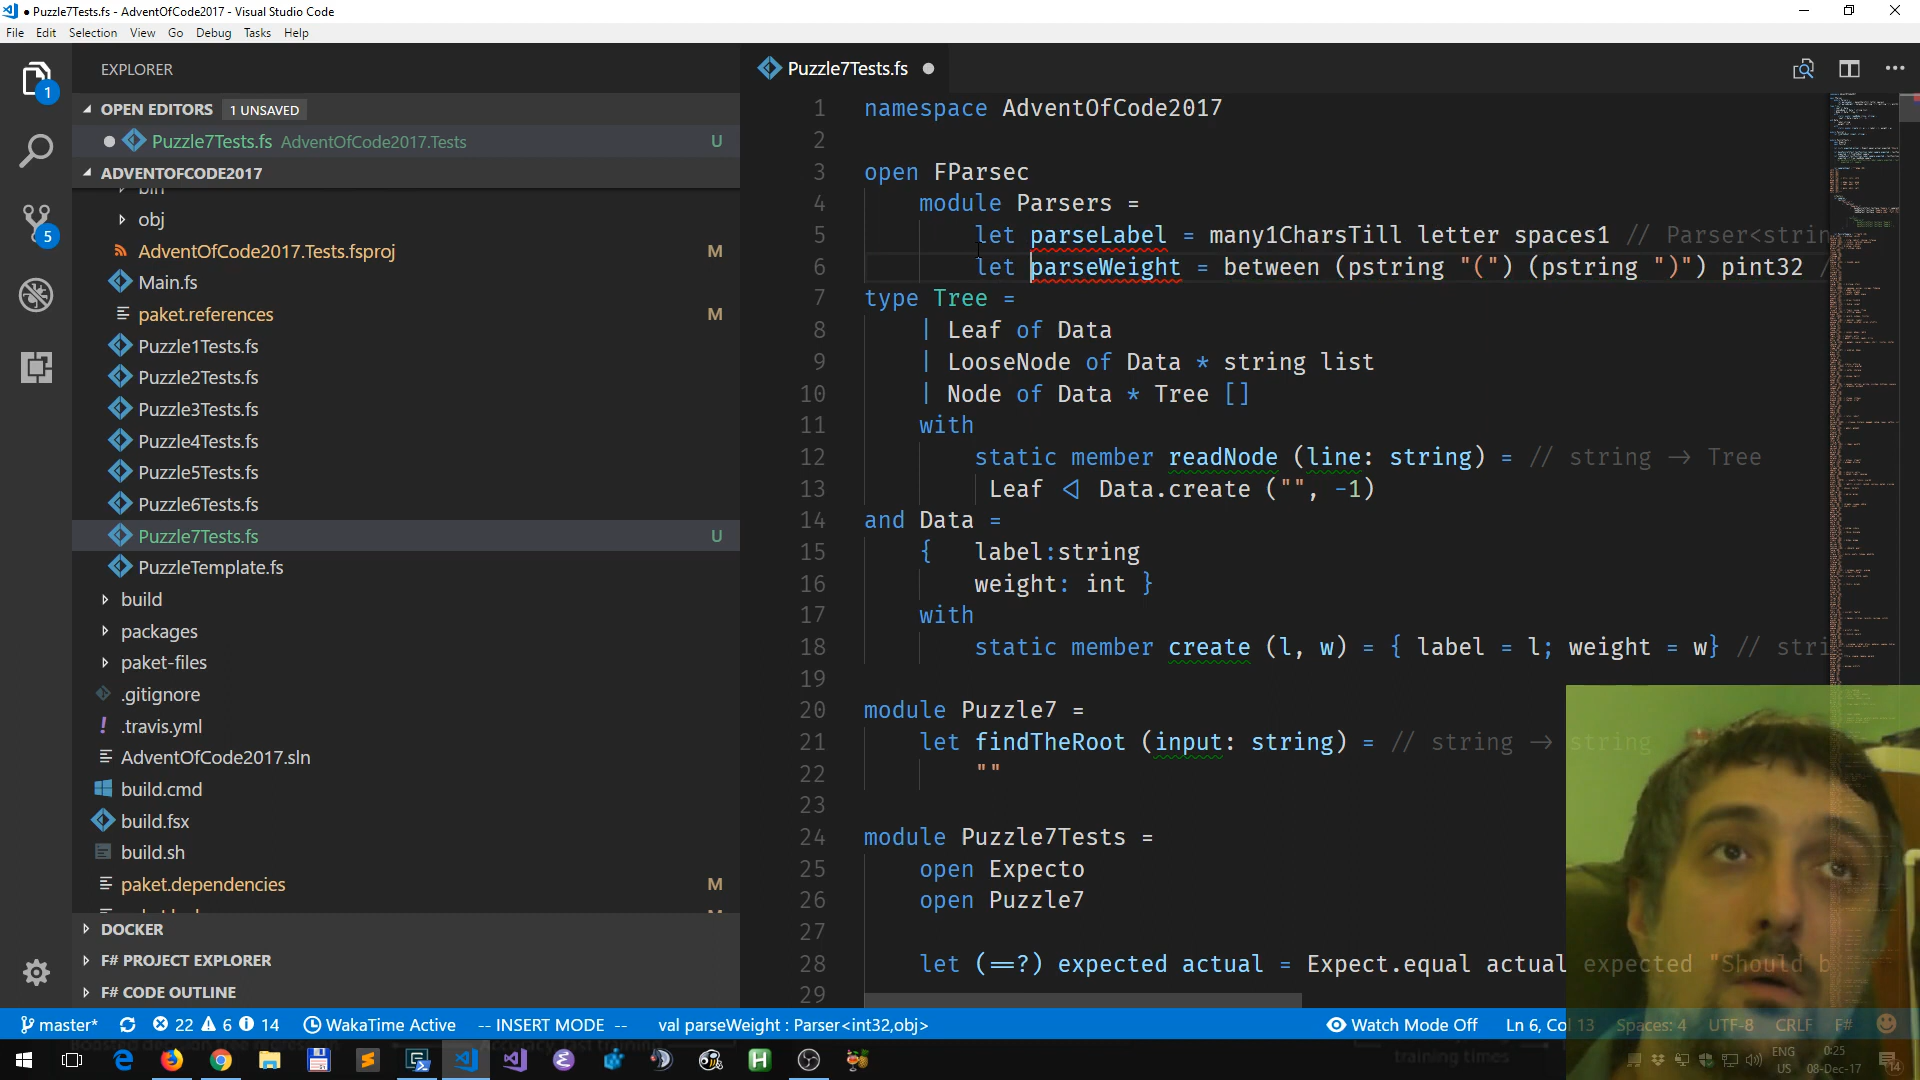 Puzzle7Tests.fs - AdventOfCode2017 - Visual Studio Code
File Edit Selection View Go Debug Tasks Help
EXPLORER
OPEN EDITORS 1 UNSAVED
Puzzle7Tests.fs AdventOfCode2017.Tests U
ADVENTOFCODE2017
bin
obj
AdventOfCode2017.Tests.fsproj M
Main.fs
paket.references M
Puzzle1Tests.fs
Puzzle2Tests.fs
Puzzle3Tests.fs
Puzzle4Tests.fs
Puzzle5Tests.fs
Puzzle6Tests.fs
Puzzle7Tests.fs U
PuzzleTemplate.fs
build
packages
paket-files
.gitignore
.travis.yml
AdventOfCode2017.sln
build.cmd
build.fsx
build.sh
paket.dependencies M
DOCKER
F# PROJECT EXPLORER
F# CODE OUTLINE
1
5
Puzzle7Tests.fs
1 namespace AdventOfCode2017
2
3 open FParsec
4 module Parsers =
5 let parseLabel = many1CharsTill letter spaces1 // Parser<strin
6 let parseWeight = between (pstring "(") (pstring ")") pint32 /
7 type Tree =
8 | Leaf of Data
9 | LooseNode of Data * string list
10 | Node of Data * Tree []
11 with
12 static member readNode (line: string) = // string → Tree
13 Leaf <| Data.create ("", -1)
14 and Data =
15 { label:string
16 weight: int }
17 with
18 static member create (l, w) = { label = l; weight = w} // stri
19
20 module Puzzle7 =
21 let findTheRoot (input: string) = // string → string
22 ""
23
24 module Puzzle7Tests =
25 open Expecto
26 open Puzzle7
27
28 let (==?) expected actual = Expect.equal actual expected "Should b
29
master* 22 6 14 WakaTime Active -- INSERT MODE -- val parseWeight : Parser<int32,obj> Watch Mode Off Ln 6, Col 13 Spaces: 4 UTF-8 CRLF F#
training times
ENG
US
0:25
08-Dec-17
14